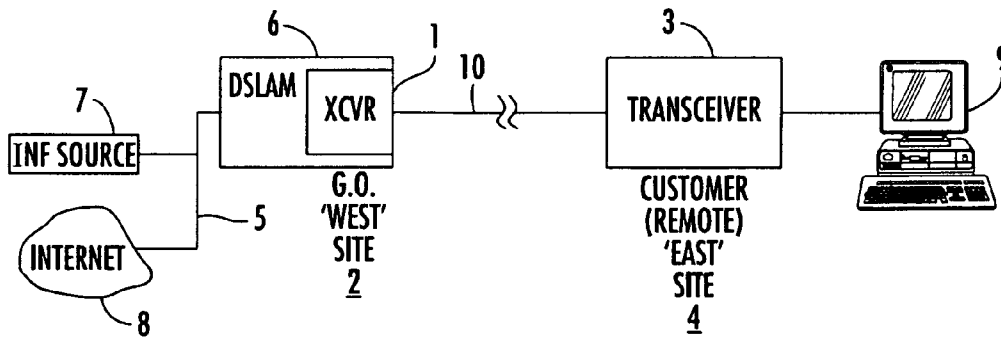 6
1
3
9
7
10
DSLAM
XCVR
TRANSCEIVER
INF SOURCE
G.O.
'WEST'
SITE
2
CUSTOMER
(REMOTE)
'EAST'
SITE
4
5
INTERNET
8